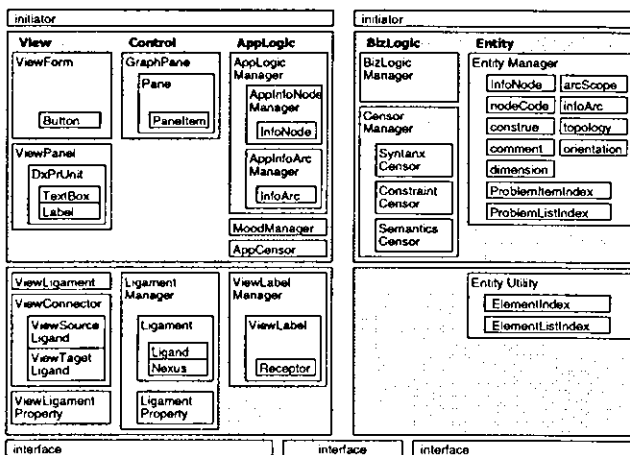 initiator
View
ViewForm
Button
ViewPanel
DxPrUnit
TextBox
Label
Control
GraphPane
Pane
PaneItem
AppLogic
AppLogic
Manager
AppInfoNode
Manager
InfoNode
AppInfoArc
Manager
InfoArc
MoodManager
AppCensor
ViewLigament
ViewConnector
ViewSource
Ligand
ViewTaget
Ligand
ViewLigament
Property
Ligament
Manager
Ligament
Ligand
Nexus
Ligament
Property
ViewLabel
Manager
ViewLabel
Receptor
interface
initiator
BizLogic
BizLogic
Manager
Censor
Manager
Syntanx
Censor
Constraint
Censor
Semantics
Censor
Entity
Entity Manager
InfoNode
arcScope
nodeCode
infoArc
construe
topology
comment
orientation
dimension
ProblemItemIndex
ProblemListIndex
Entity Utility
ElementIndex
ElementListIndex
interface
interface